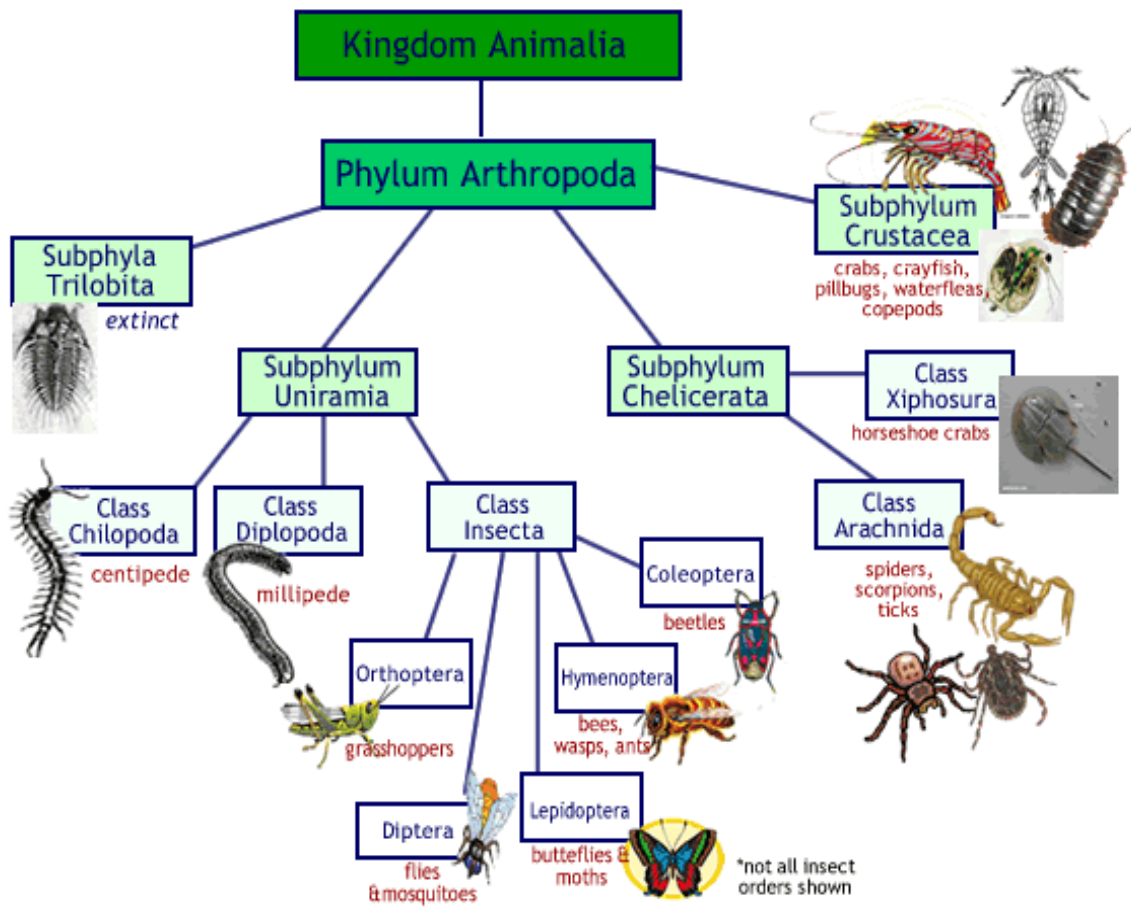 Kingdom Animalia
Phylum Arthropoda
Subphylum
Crustacea
crabs, crayfish,
pillbugs, waterfleas,
copepods
Subphyla
Trilobita
extinct
Subphylum
Uniramia
Subphylum
Chelicerata
Class
Xiphosura
horseshoe crabs
Class
Chilopoda
centipede
Class
Diplopoda
millipede
Class
Insecta
Class
Arachnida
spiders,
scorpions,
ticks
Coleoptera
beetles
Orthoptera
grasshoppers
Hymenoptera
bees,
wasps, ants
Diptera
flies
&mosquitoes
Lepidoptera
butteflies &
moths
*not all insect
orders shown